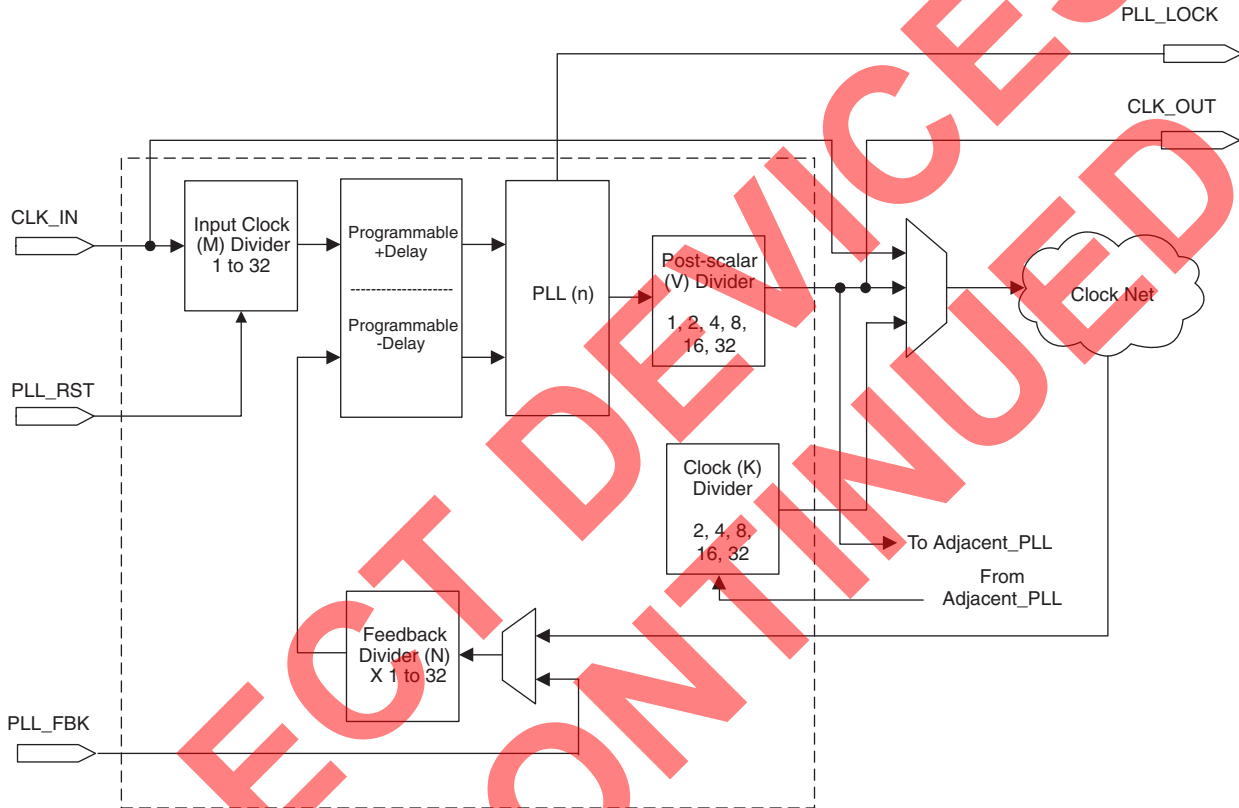 PLL_LOCK
CLK_OUT
CLK_IN
Input Clock
(M) Divider
1 to 32
Programmable
+Delay
Programmable
-Delay
PLL (n)
Post-scalar
(V) Divider
1, 2, 4, 8,
16, 32
Clock Net
PLL_RST
Clock (K)
Divider
2, 4, 8,
16, 32
To Adjacent_PLL
From
Adjacent_PLL
Feedback
Divider (N)
X 1 to 32
PLL_FBK
ECT DEVICES
ONTINUED